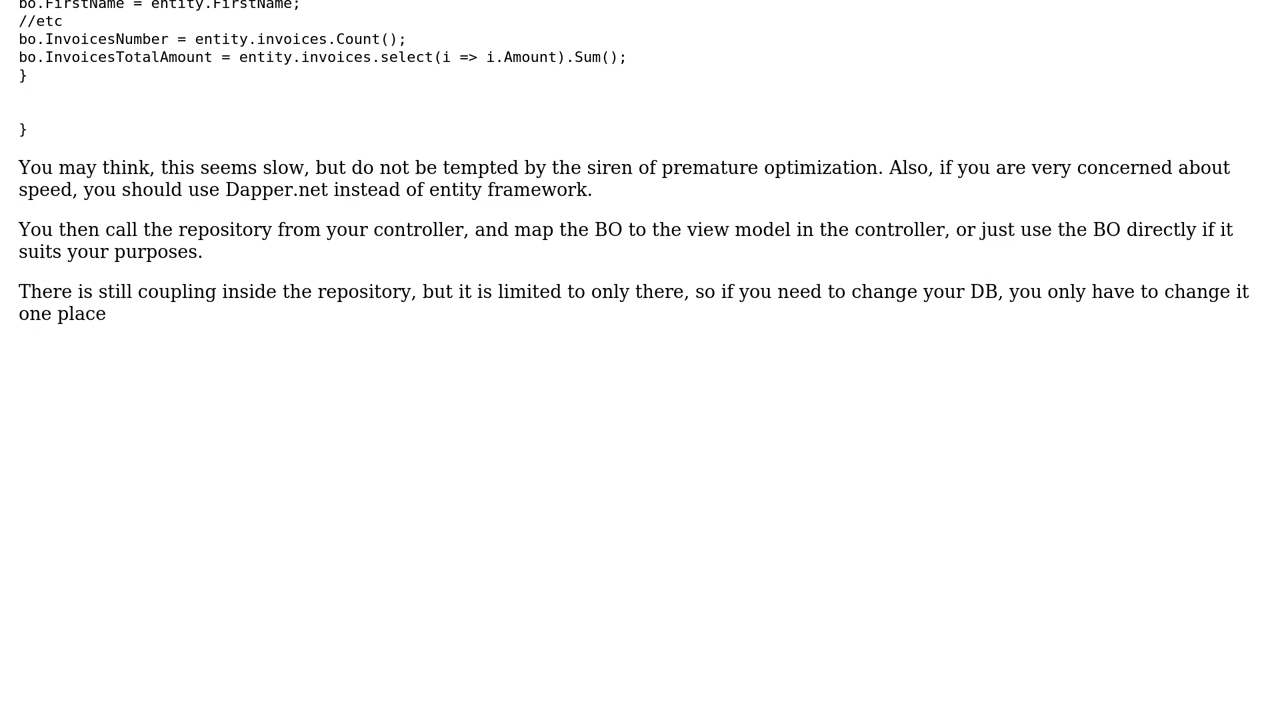 bo.FirstName = entity.FirstName;
//etc
bo.InvoicesNumber = entity.invoices.Count();
bo.InvoicesTotalAmount = entity.invoices.select(i => i.Amount).Sum();
}
}
You may think, this seems slow, but do not be tempted by the siren of premature optimization. Also, if you are very concerned about
speed, you should use Dapper.net instead of entity framework.
You then call the repository from your controller, and map the BO to the view model in the controller, or just use the BO directly if it
suits your purposes.
There is still coupling inside the repository, but it is limited to only there, so if you need to change your DB, you only have to change it
one place